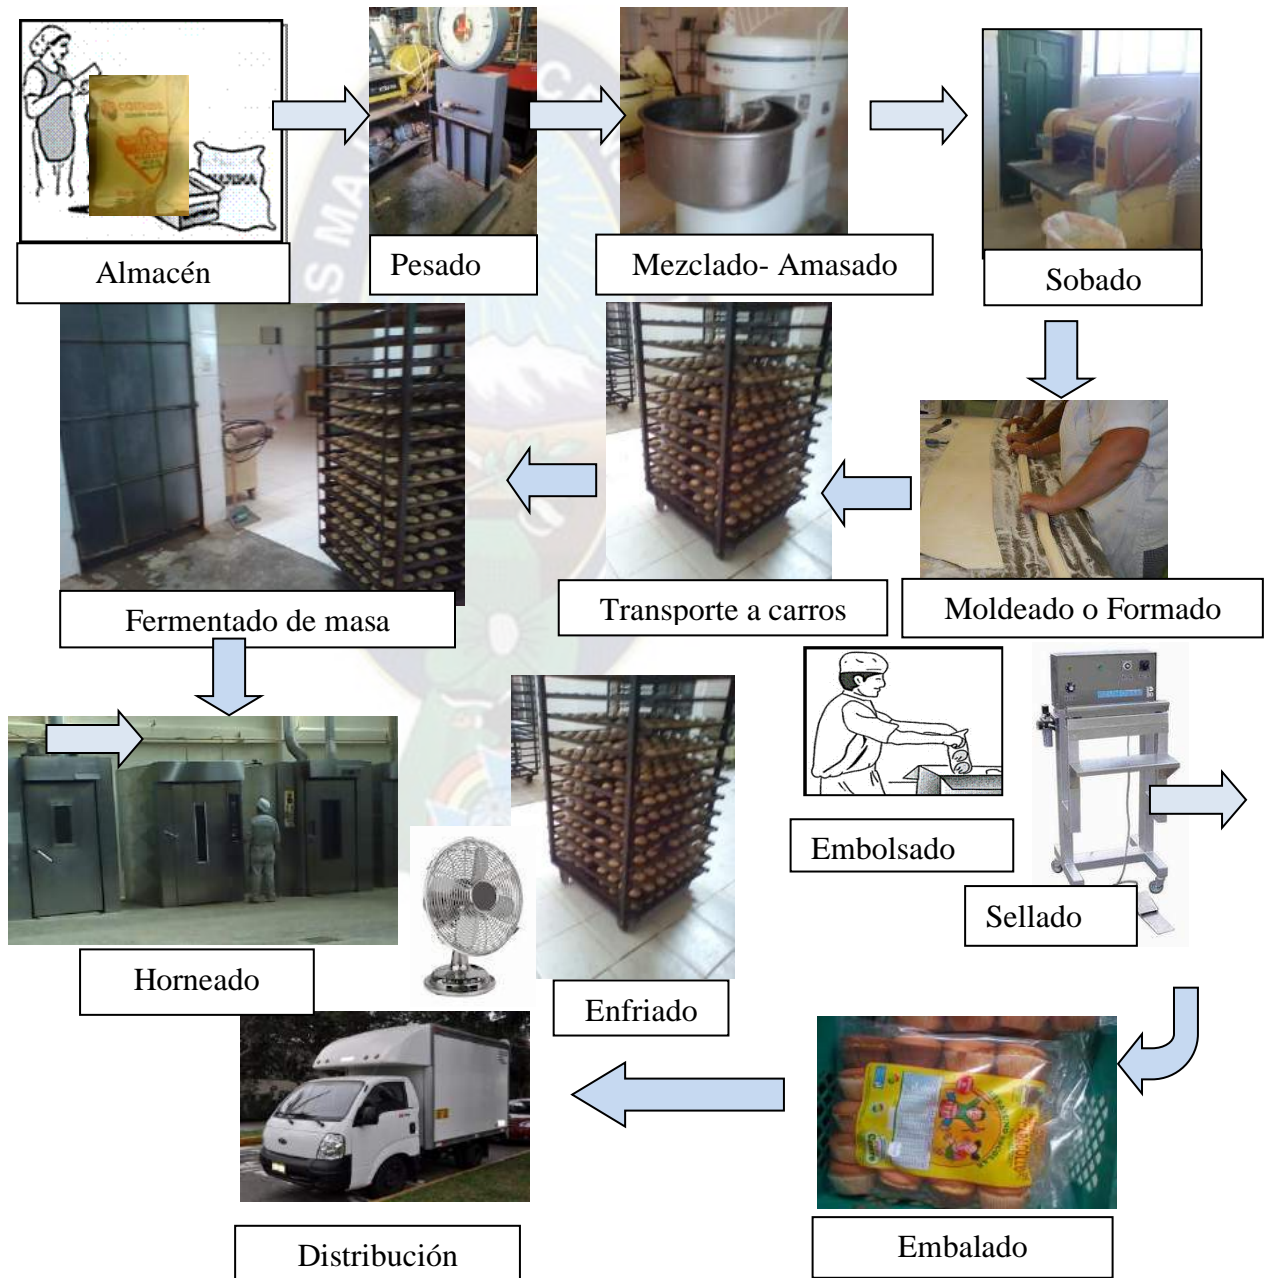 Almacén
Pesado
Mezclado- Amasado
Sobado
Moldeado o Formado
Transporte a carros
Fermentado de masa
Horneado
Enfriado
Embolsado
Sellado
Embalado
Distribución